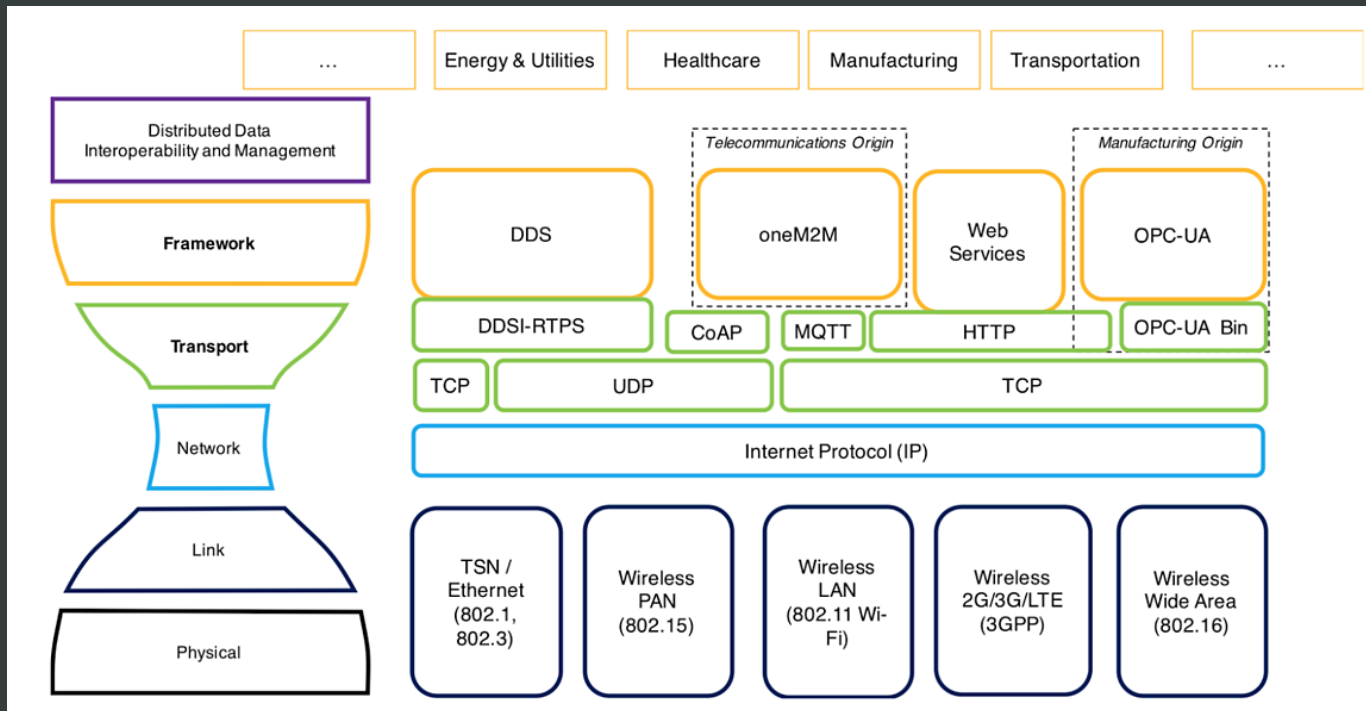 …
Energy & Utilities
Healthcare
Manufacturing
Transportation
…
Distributed Data
Interoperability and Management
Telecommunications Origin
Manufacturing Origin
Framework
DDS
oneM2M
Web
Services
OPC-UA
Transport
DDSI-RTPS
CoAP
MQTT
HTTP
OPC-UA Bin
TCP
UDP
TCP
Network
Internet Protocol (IP)
Link
TSN /
Ethernet
(802.1,
802.3)
Wireless
PAN
(802.15)
Wireless
LAN
(802.11 Wi-
Fi)
Wireless
2G/3G/LTE
(3GPP)
Wireless
Wide Area
(802.16)
Physical